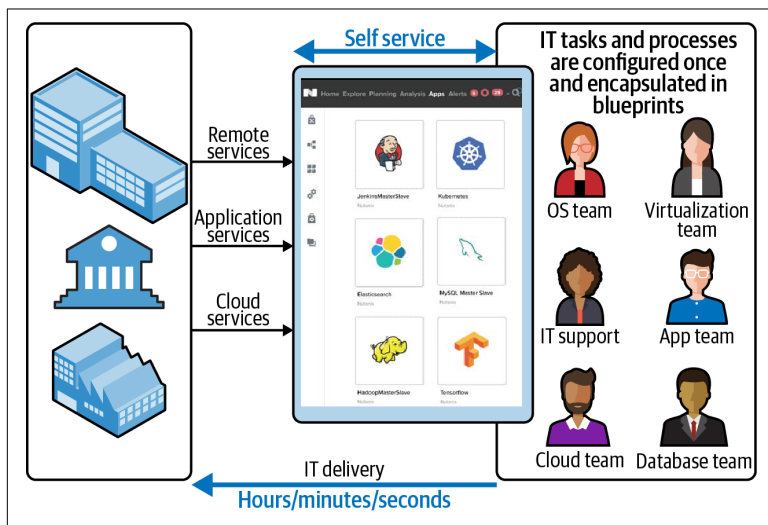 Self service
IT tasks and processes
are configured once
and encapsulated in
blueprints
Home Explore Planning Analysis Apps Alerts
Remote
services
Application
services
Cloud
services
JenkinsMasterSlave
Kubernetes
Elasticsearch
MySQL Master Slave
HadoopMasterSlave
Tensorflow
OS team
Virtualization
team
IT support
App team
Cloud team
Database team
IT delivery
Hours/minutes/seconds